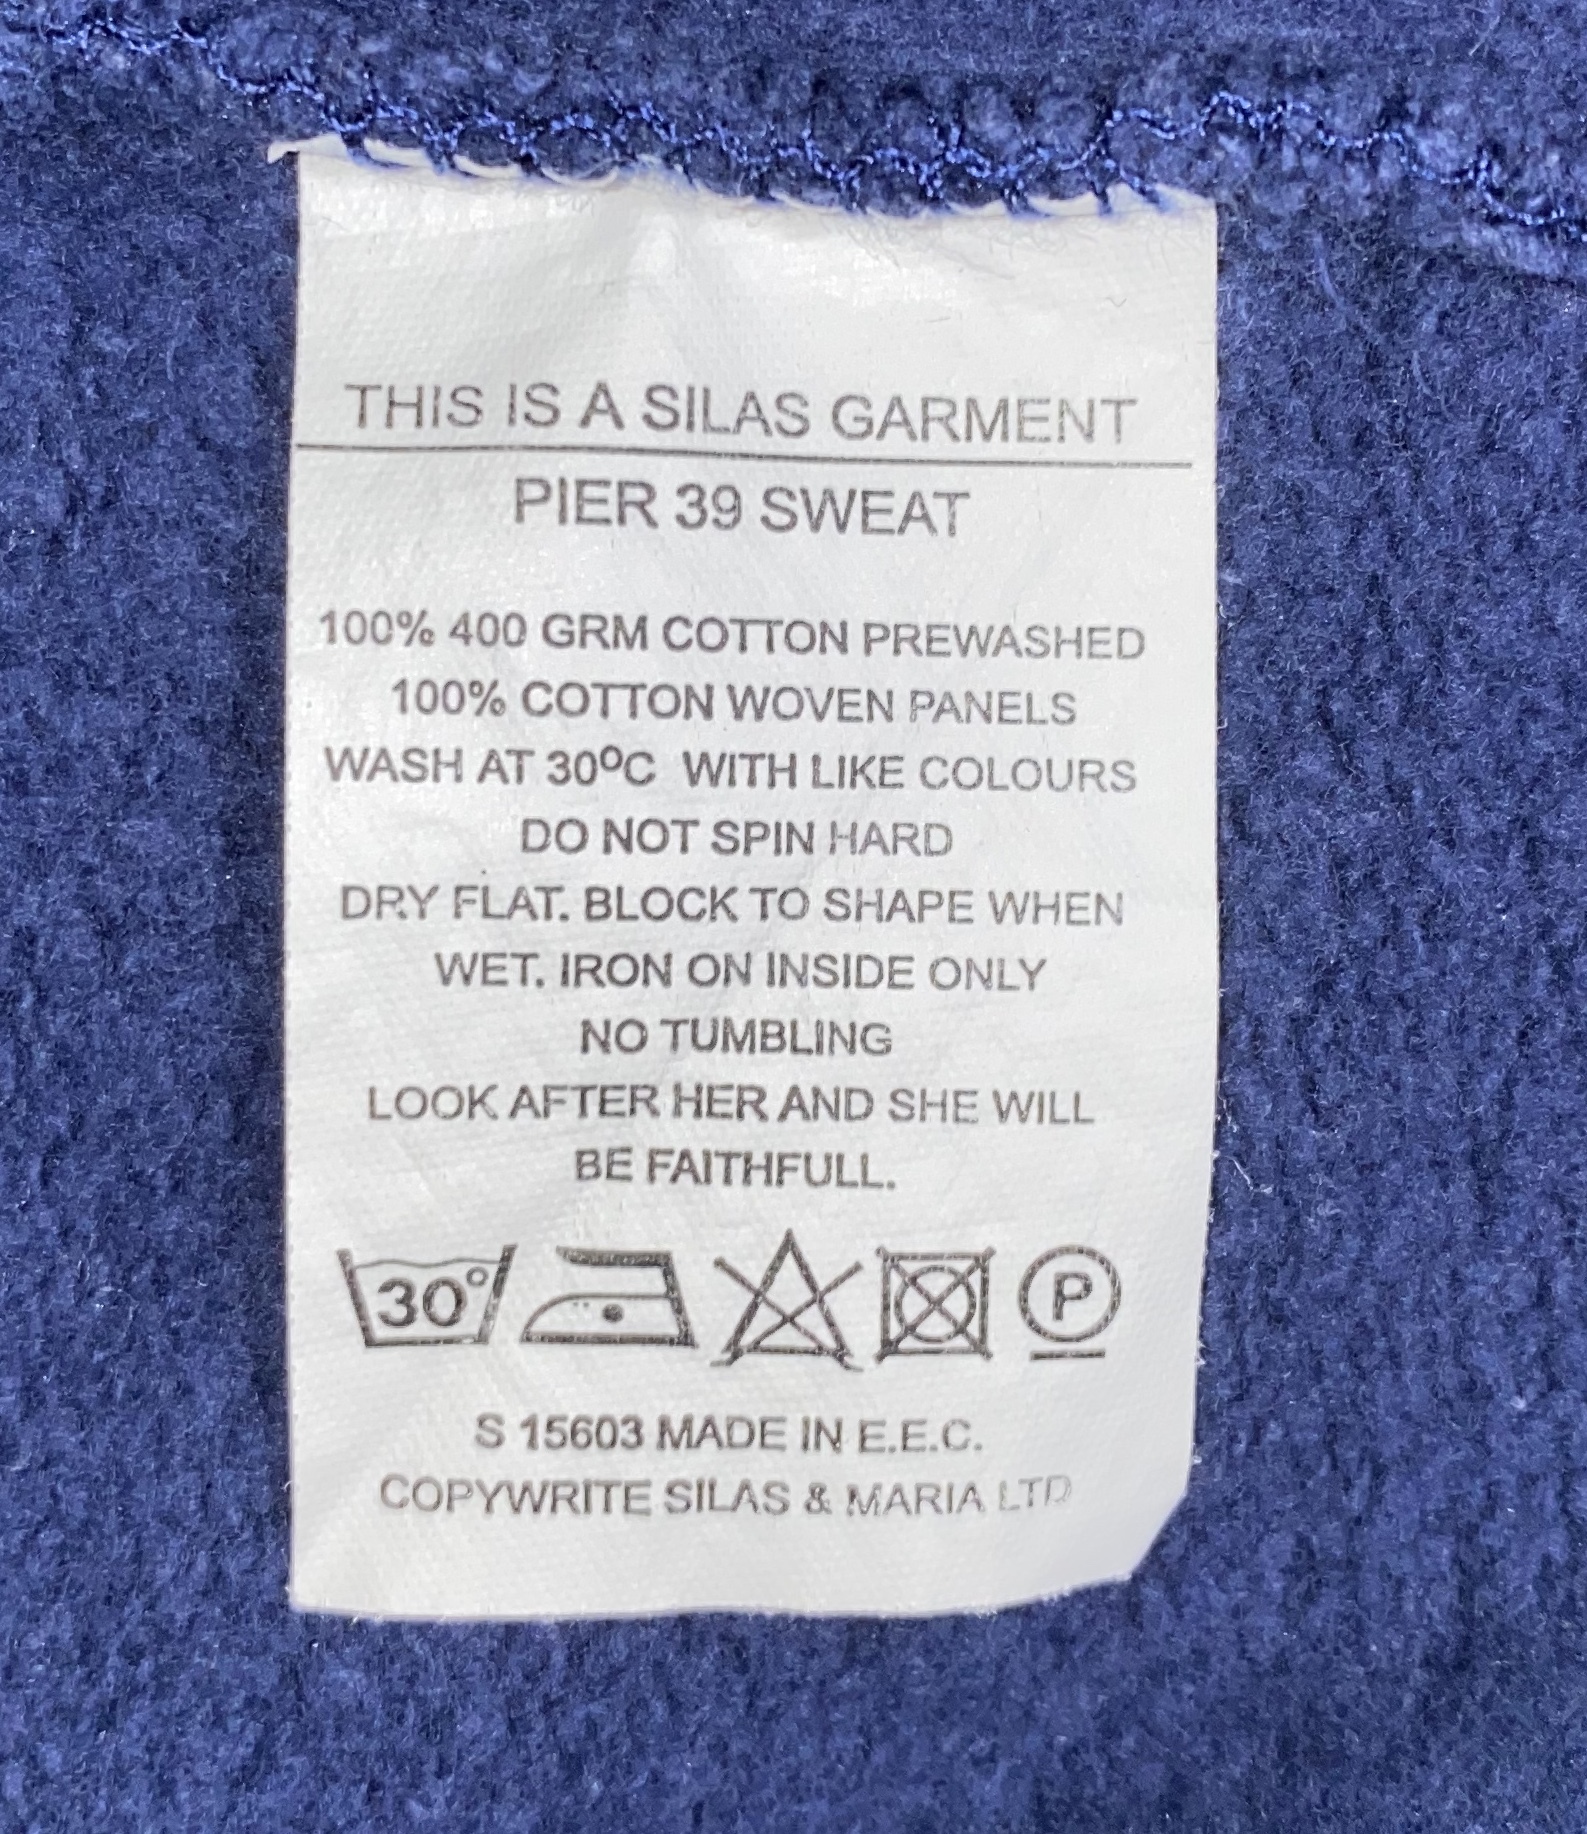 THIS IS A SILAS GARMENT
PIER 39 SWEAT
100% 400 GRM COTTON PREWASHED
100% COTTON WOVEN PANELS
WASH AT 30ºC WITH LIKE COLOURS
DO NOT SPIN HARD
DRY FLAT. BLOCK TO SHAPE WHEN
WET. IRON ON INSIDE ONLY
NO TUMBLING
LOOK AFTER HER AND SHE WILL
BE FAITHFULL.
30° P
S 15603 MADE IN E.E.C.
COPYWRITE SILAS & MARIA LTD